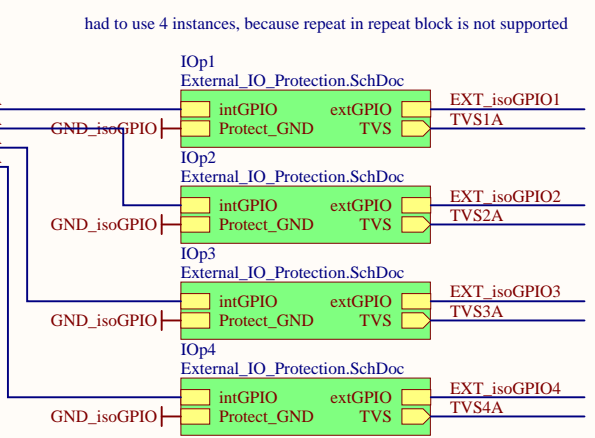 had to use 4 instances, because repeat in repeat block is not supported
IOp1
External_IO_Protection.SchDoc
intGPIO extGPIO EXT_isoGPIO1
GND_isoGPIO Protect_GND TVS TVS1A
IOp2
External_IO_Protection.SchDoc
intGPIO extGPIO EXT_isoGPIO2
GND_isoGPIO Protect_GND TVS TVS2A
IOp3
External_IO_Protection.SchDoc
intGPIO extGPIO EXT_isoGPIO3
GND_isoGPIO Protect_GND TVS TVS3A
IOp4
External_IO_Protection.SchDoc
intGPIO extGPIO EXT_isoGPIO4
GND_isoGPIO Protect_GND TVS TVS4A